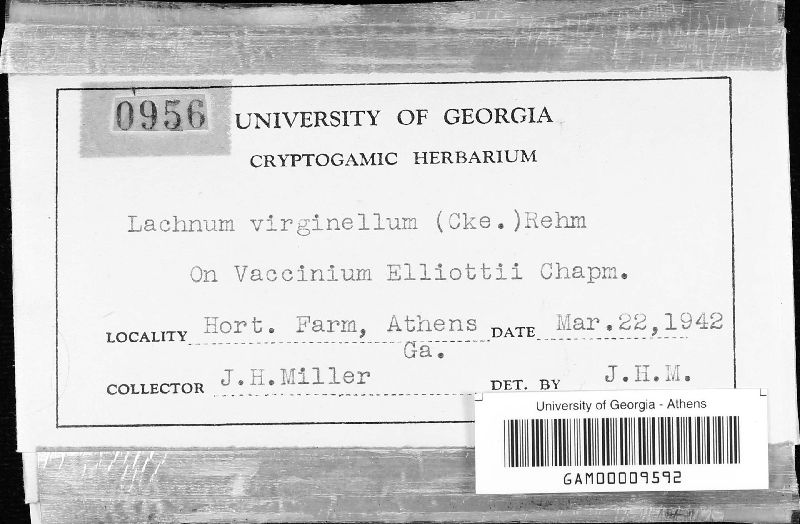 0956
UNIVERSITY OF GEORGIA
CRYPTOGAMIC HERBARIUM
Lachnum virginellum (Cke.)Rehm
On Vaccinium Elliottii Chapm.
LOCALITY Hort. Farm, Athens DATE Mar.22,1942
Ga.
COLLECTOR J.H.Miller DET. BY J.H.M.
University of Georgia - Athens
GAM00009592